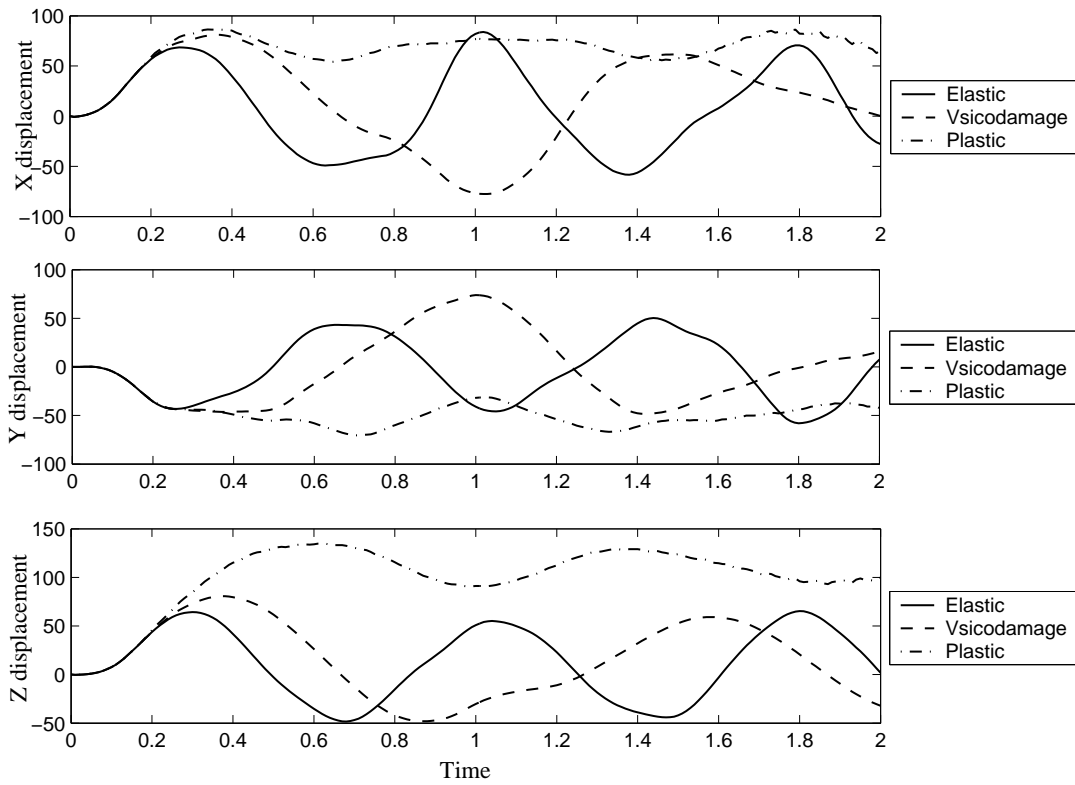 X displacement
100
50
0
−50
−100
0 0.2 0.4 0.6 0.8 1 1.2 1.4 1.6 1.8 2
Elastic
Vsicodamage
Plastic
Y displacement
100
50
0
−50
−100
0 0.2 0.4 0.6 0.8 1 1.2 1.4 1.6 1.8 2
Elastic
Vsicodamage
Plastic
Z displacement
150
100
50
0
−50
0 0.2 0.4 0.6 0.8 1 1.2 1.4 1.6 1.8 2
Elastic
Vsicodamage
Plastic
Time